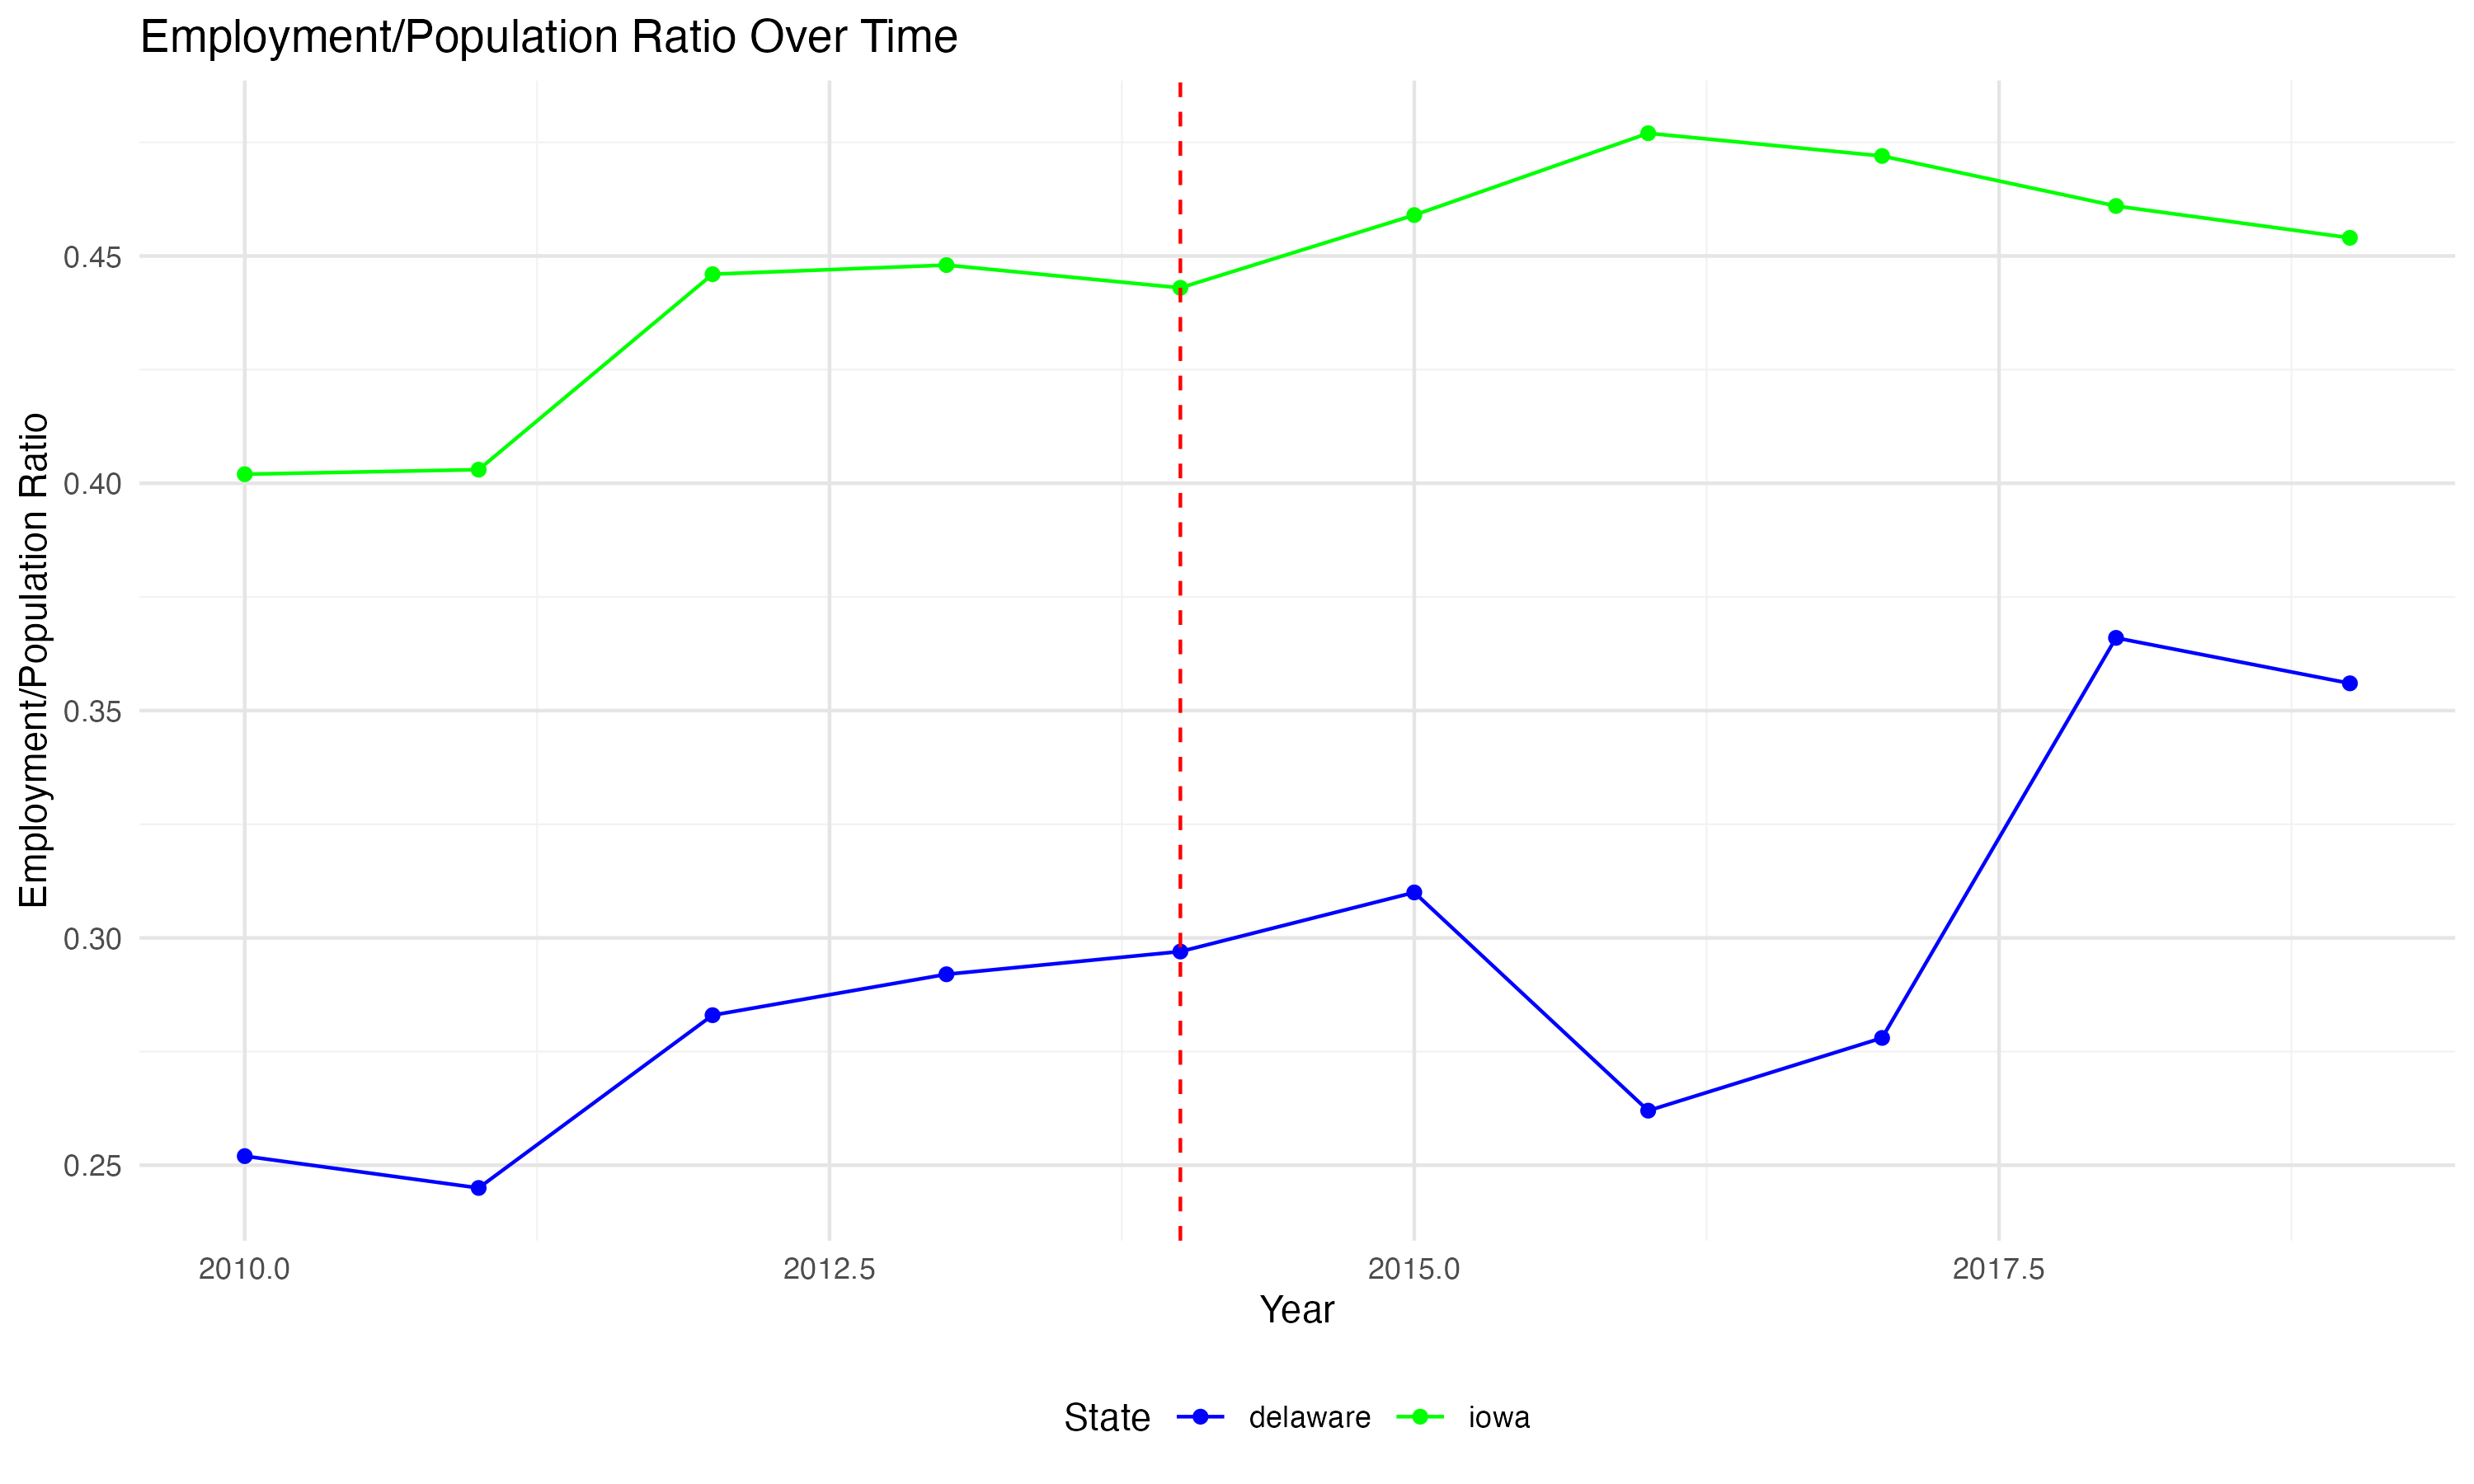 Employment/Population Ratio Over Time
Employment/Population Ratio
0.45
0.40
0.35
0.30
0.25
2010.0 2012.5 2015.0 2017.5
Year
State delaware iowa